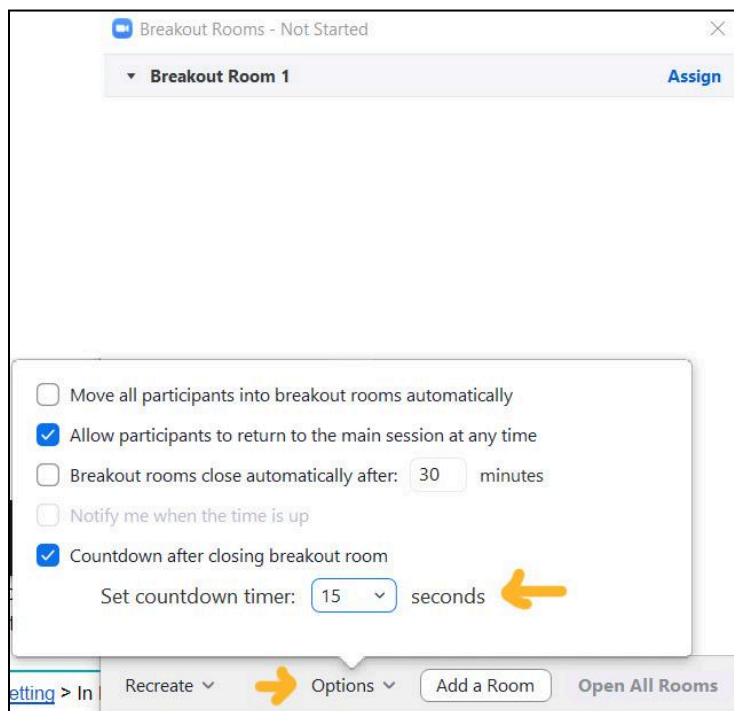 Breakout Rooms - Not Started
Breakout Room 1 Assign
Move all participants into breakout rooms automatically
Allow participants to return to the main session at any time
Breakout rooms close automatically after: 30 minutes
Notify me when the time is up
Countdown after closing breakout room
Set countdown timer: 15 seconds
etting > In
Recreate Options Add a Room Open All Rooms